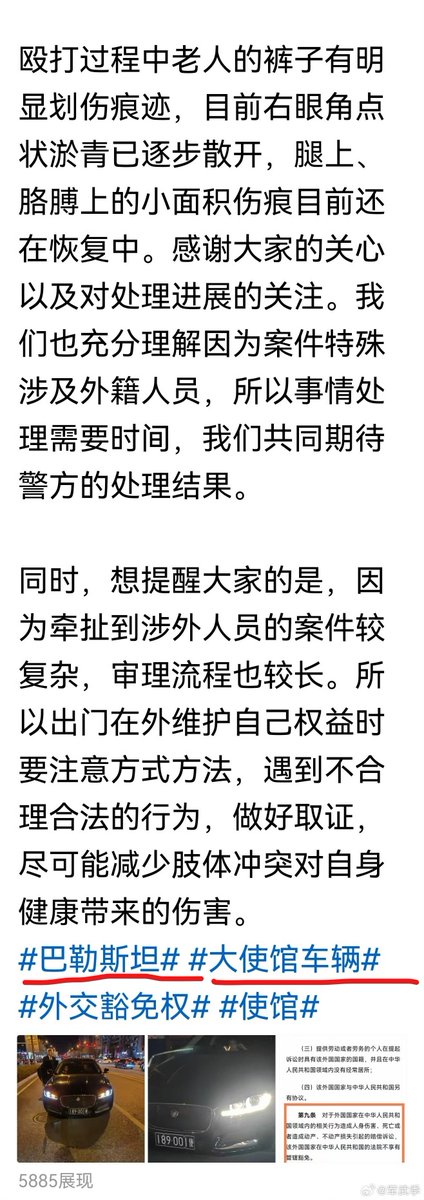 殴打过程中老人的裤子有明
显划伤痕迹，目前右眼角点
状淤青已逐步散开，腿上、
胳膊上的小面积伤痕目前还
在恢复中。感谢大家的关心
以及对处理进展的关注。我
们也充分理解因为案件特殊
涉及外籍人员，所以事情处
理需要时间，我们共同期待
警方的处理结果。
同时，想提醒大家的是，因
为牵扯到涉外人员的案件较
复杂，审理流程也较长。所
以出门在外维护自己权益时
要注意方式方法，遇到不合
理合法的行为，做好取证，
尽可能减少肢体冲突对自身
健康带来的伤害。
#巴勒斯坦# #大使馆车辆#
#外交豁免权# #使馆#
189·001使
189·001使
（三）提供劳动或者劳务的个人在提起
诉讼时具有该外国国家的国籍，并且在中华
人民共和国领域内没有经常居所；
（四）该外国国家与中华人民共和国另
有协议。
第九条 对于外国国家在中华人民共和
国领域内的相关行为造成人身伤害、死亡或
者造成动产、不动产损失引起的赔偿诉讼，
该外国国家在中华人民共和国的法院不享有
管辖豁免。
5885展现